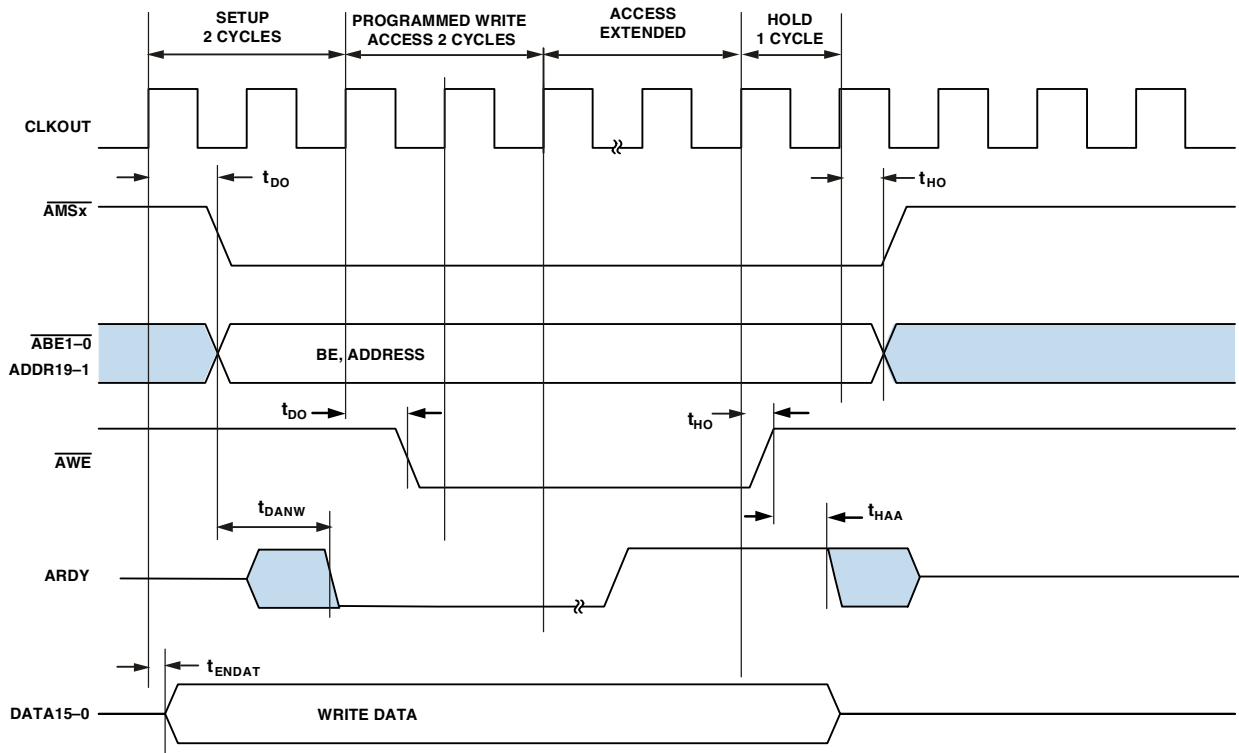 SETUP
2 CYCLES
PROGRAMMED WRITE
ACCESS 2 CYCLES
ACCESS
EXTENDED
HOLD
1 CYCLE
CLKOUT
tDO
tHO
AMSx
ABE1–0
ADDR19–1
BE, ADDRESS
tDO
tHO
AWE
tDANW
tHAA
ARDY
tENDAT
DATA15–0
WRITE DATA